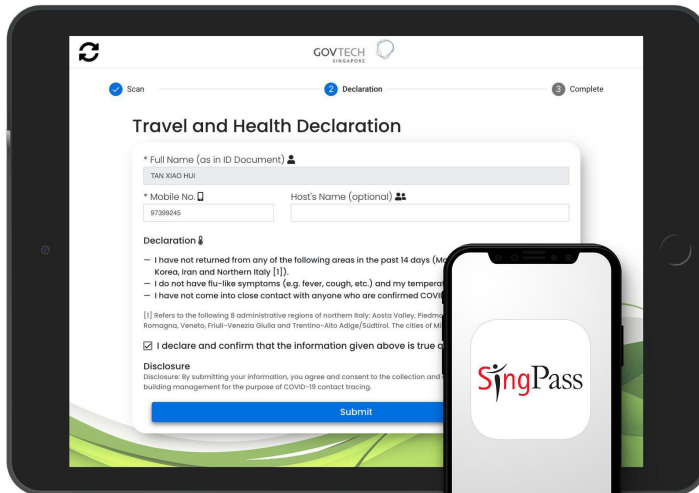 GOVTECH
SINGAPORE
Scan
2 Declaration
3 Complete
Travel and Health Declaration
* Full Name (as in ID Document)
TAN XIAO HUI
* Mobile No.
Host's Name (optional)
97399245
Declaration
– I have not returned from any of the following areas in the past 14 days
Korea, Iran and Northern Italy [1]).
– I do not have flu-like symptoms (e.g. fever, cough, etc.) and my
– I have not come into close contact with anyone who are confirmed
[1] Refers to the following 8 administrative regions of northern Italy: Aosta Valley,
Romagna, Veneto, Friuli-Venezia Giulia and Trentino-Alto Adige/Südtirol. The cities of
I declare and confirm that the information given above is true
Disclosure
Disclosure: By submitting your information, you agree and consent to the collection and
building management for the purpose of COVID-19 contact tracing.
Submit
SingPass